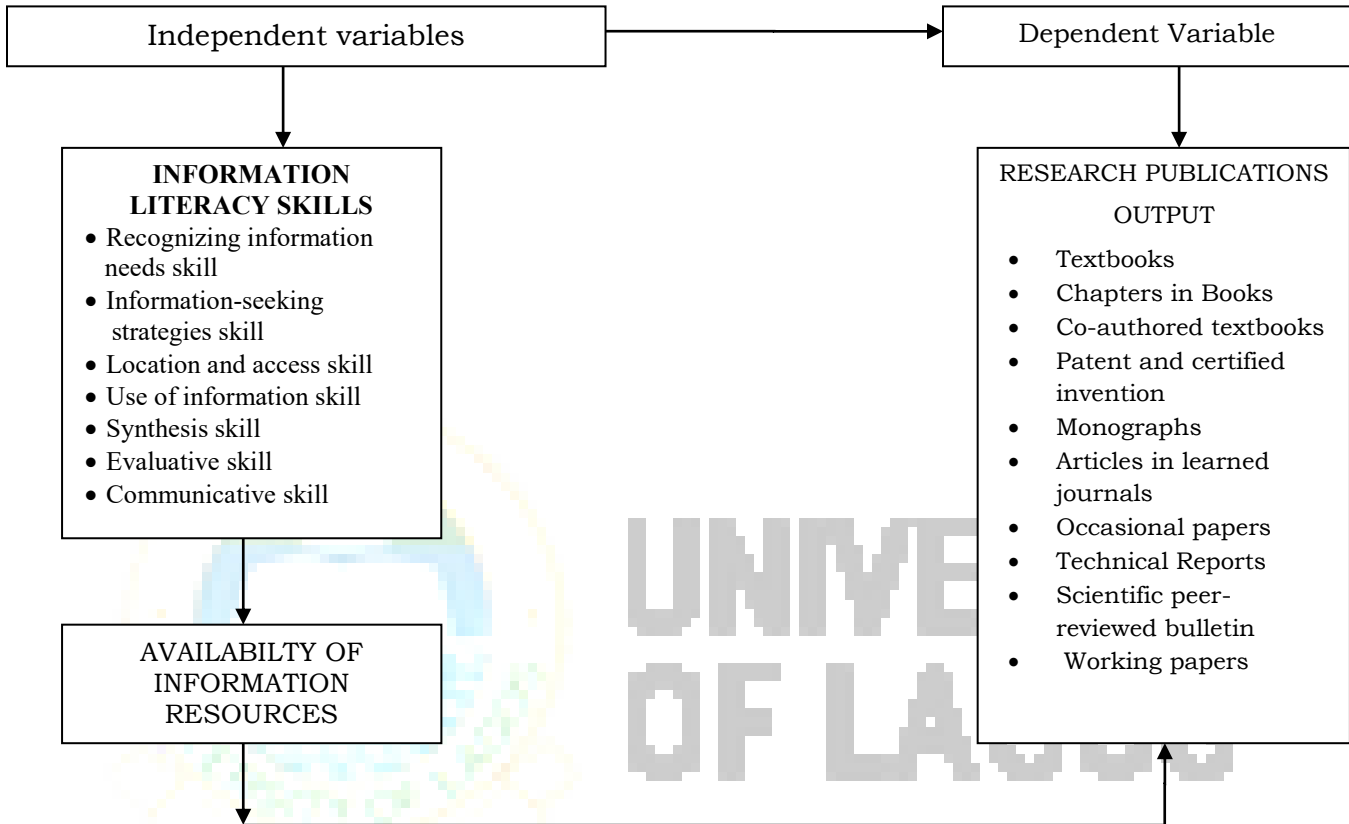 Independent variables
Dependent Variable
INFORMATION
LITERACY SKILLS
• Recognizing information
needs skill
• Information-seeking
strategies skill
• Location and access skill
• Use of information skill
• Synthesis skill
• Evaluative skill
• Communicative skill
AVAILABILTY OF
INFORMATION
RESOURCES
RESEARCH PUBLICATIONS
OUTPUT
• Textbooks
• Chapters in Books
• Co-authored textbooks
• Patent and certified
invention
• Monographs
• Articles in learned
journals
• Occasional papers
• Technical Reports
• Scientific peer-
reviewed bulletin
• Working papers
OF